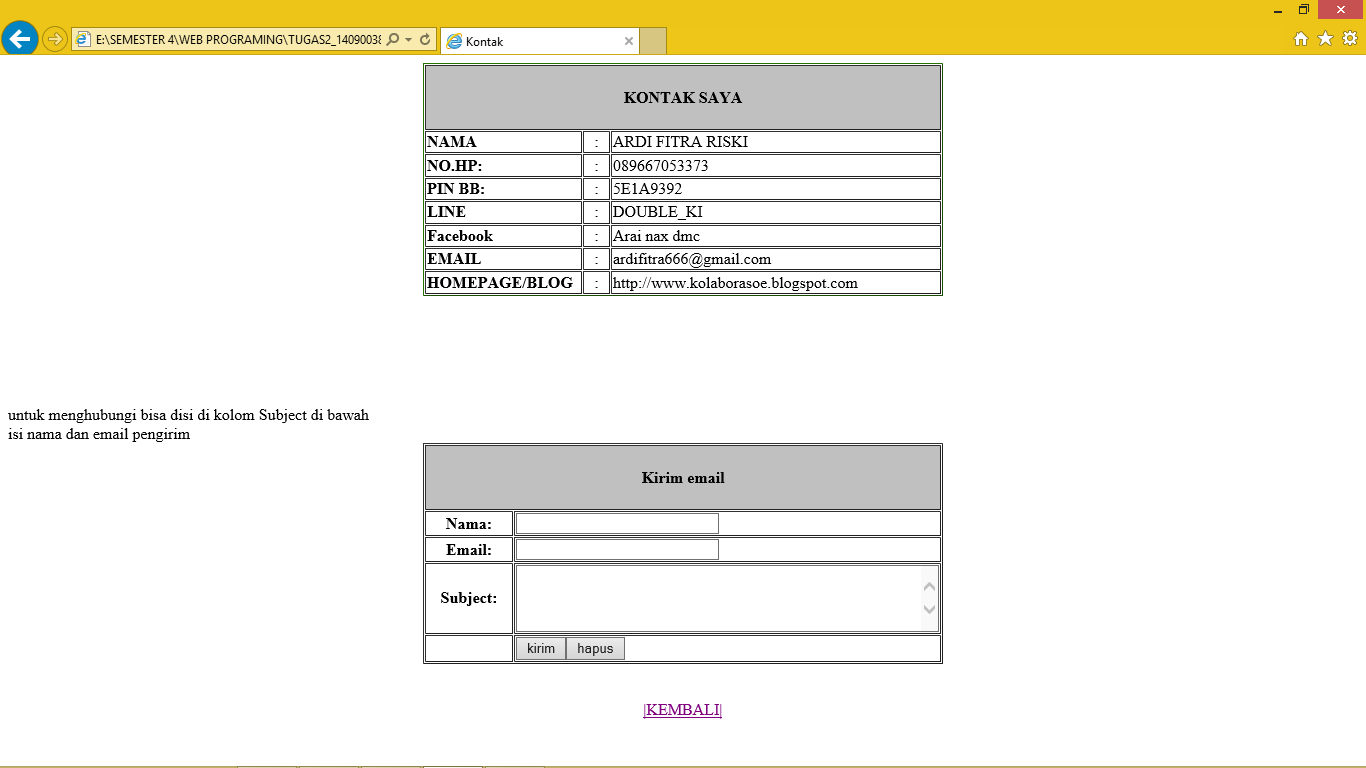 E:\SEMESTER 4\WEB PROGRAMING\TUGAS2_1409003
Kontak
KONTAK SAYA
NAMA : ARDI FITRA RISKI
NO.HP: : 089667053373
PIN BB: : 5E1A9392
LINE : DOUBLE_KI
Facebook : Arai nax dmc
EMAIL : ardifitra666@gmail.com
HOMEPAGE/BLOG : http://www.kolaborasoe.blogspot.com
untuk menghubungi bisa disi di kolom Subject di bawah
isi nama dan email pengirim
Kirim email
Nama:
Email:
Subject:
kirim hapus
|KEMBALI|